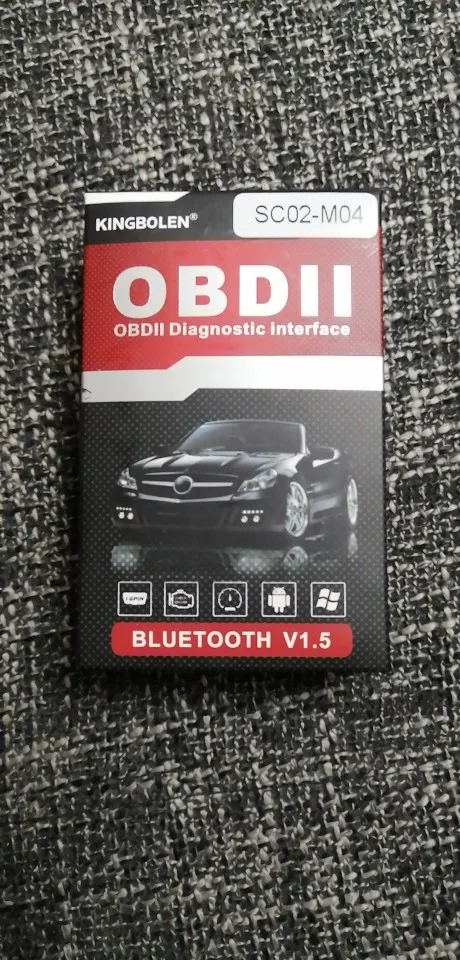 KINGBOLEN®
SC02-M04
OBDII
OBDII Diagnostic interface
16PIN
BLUETOOTH V1.5